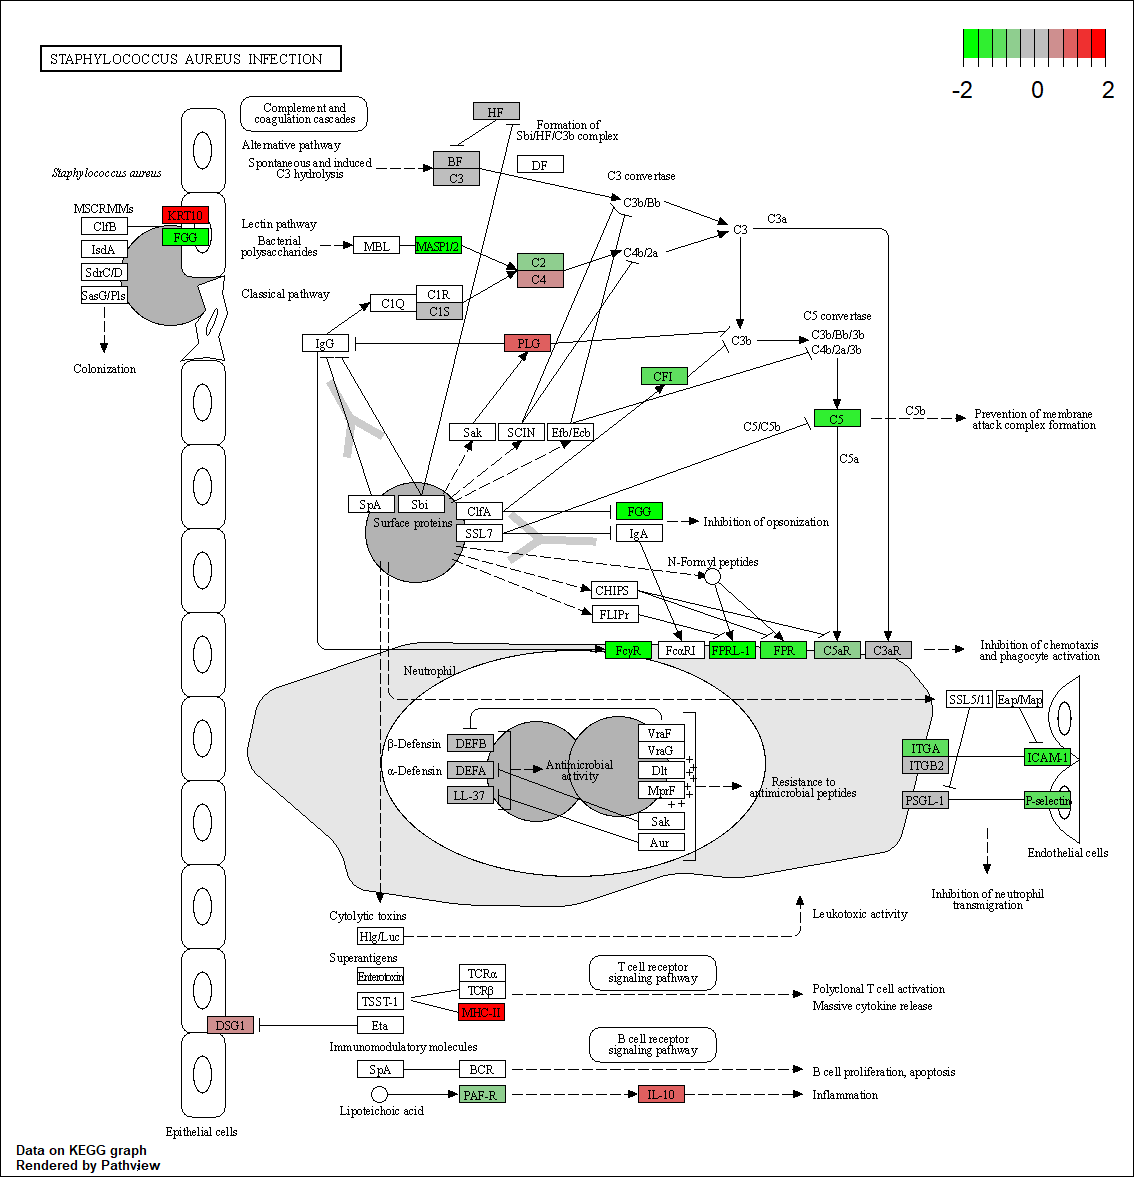 STAPHYLOCOCCUS AUREUS INFECTION
-2
0
2
Complement and
coagulation cascades
HF
Formation of
Sbi/HF/C3b complex
Alternative pathway
Spontaneous and induced
C3 hydrolysis
BF
C3
DF
C3 convertase
C3b/Bb
Staphylococcus aureus
MSCRMMs
ClfB
IsdA
SdrC/D
SasG/Pls
KRT10
FGG
Colonization
Lectin pathway
Bacterial
polysaccharides
MBL
MASP1/2
C2
C4
C4b/2a
C3
C3a
Classical pathway
C1Q
C1R
C1S
IgG
PLG
C3b
C5 convertase
C3b/Bb/3b
C4b/2a/3b
CFI
Sak
SCIN
Efb/Ecb
C5/C5b
C5
C5b
Prevention of membrane
attack complex formation
C5a
SpA
Sbi
Surface proteins
ClfA
SSL7
FGG
IgA
Inhibition of opsonization
N-Formyl peptides
CHIPS
FLIPr
FcγR
FcαRI
FPRL-1
FPR
C5aR
C3aR
Inhibition of chemotaxis
and phagocyte activation
Neutrophil
SSL5/11
Eap/Map
β-Defensin
DEFB
α-Defensin
DEFA
LL-37
Antimicrobial
activity
VraF
VraG
Dlt
MprF
Sak
Aur
+
+
+
+
+
+ +
Resistance to
antimicrobial peptides
ITGA
ITGB2
ICAM-1
PSGL-1
P-selectin
Endothelial cells
Inhibition of neutrophil
transmigration
Cytolytic toxins
Hlg/Luc
Leukotoxic activity
Superantigens
Enterotoxin
TSST-1
Eta
DSG1
TCRα
TCRβ
MHC-II
T cell receptor
signaling pathway
Polyclonal T cell activation
Massive cytokine release
Immunomodulatory molecules
SpA
BCR
B cell receptor
signaling pathway
B cell proliferation, apoptosis
Lipoteichoic acid
PAF-R
IL-10
Inflammation
Epithelial cells
Data on KEGG graph
Rendered by Pathview